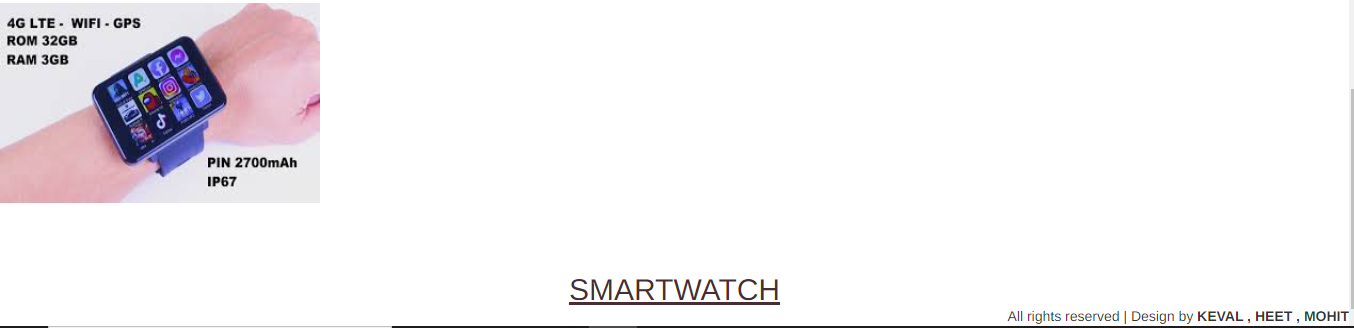 4G LTE - WIFI - GPS
ROM 32GB
RAM 3GB
PIN 2700mAh
IP67
SMARTWATCH
All rights reserved | Design by KEVAL , HEET , MOHIT